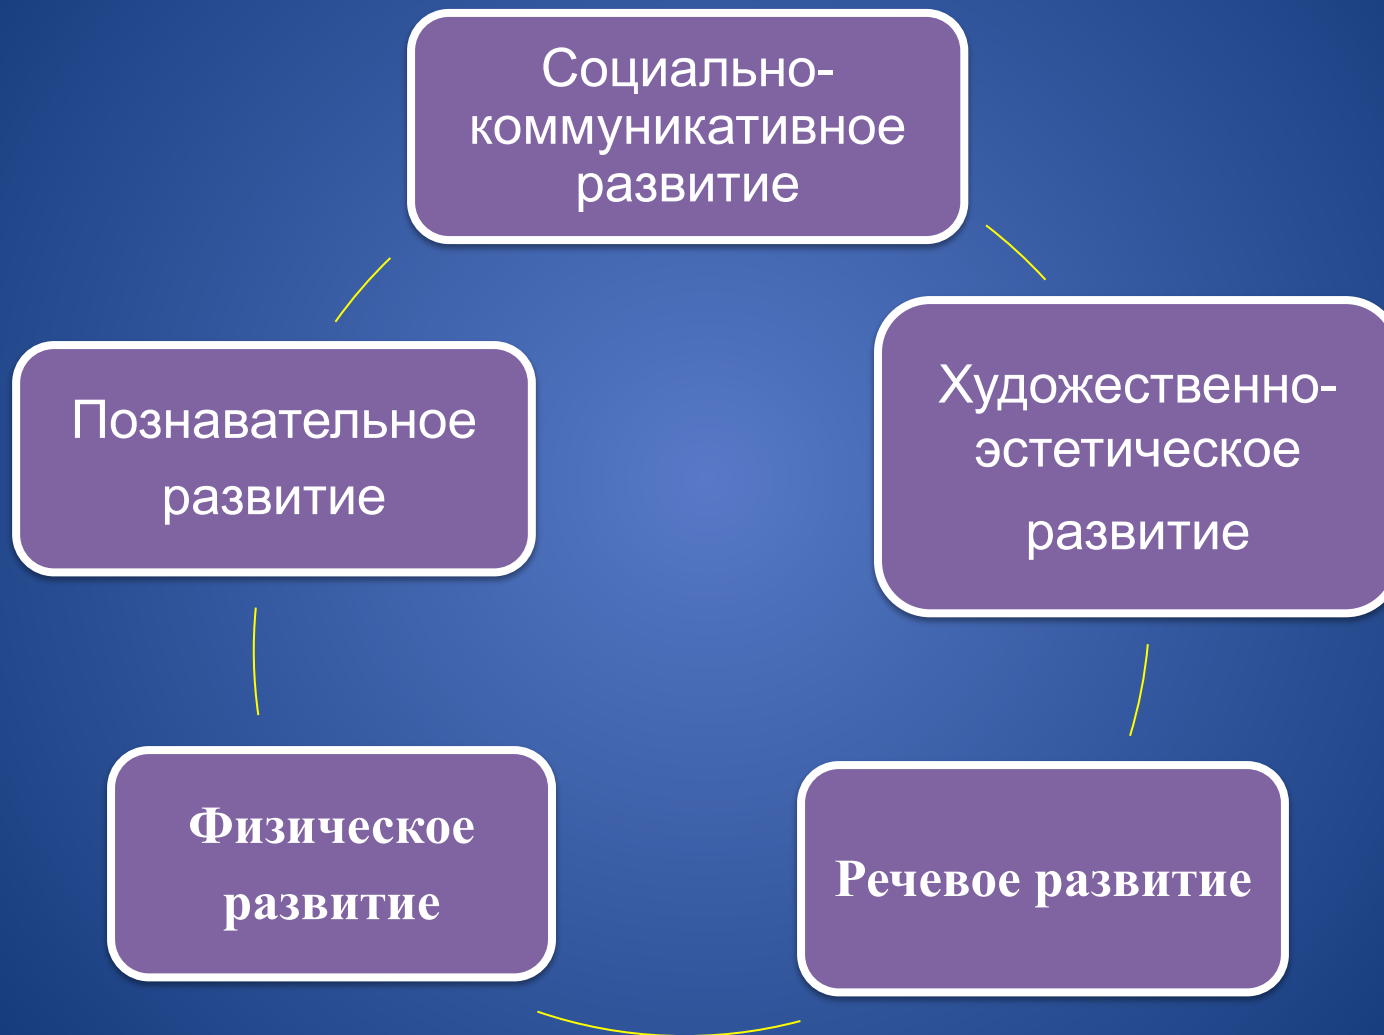 Социально-
коммуникативное
развитие
Художественно-
эстетическое
развитие
Познавательное
развитие
Физическое
развитие
Речевое развитие